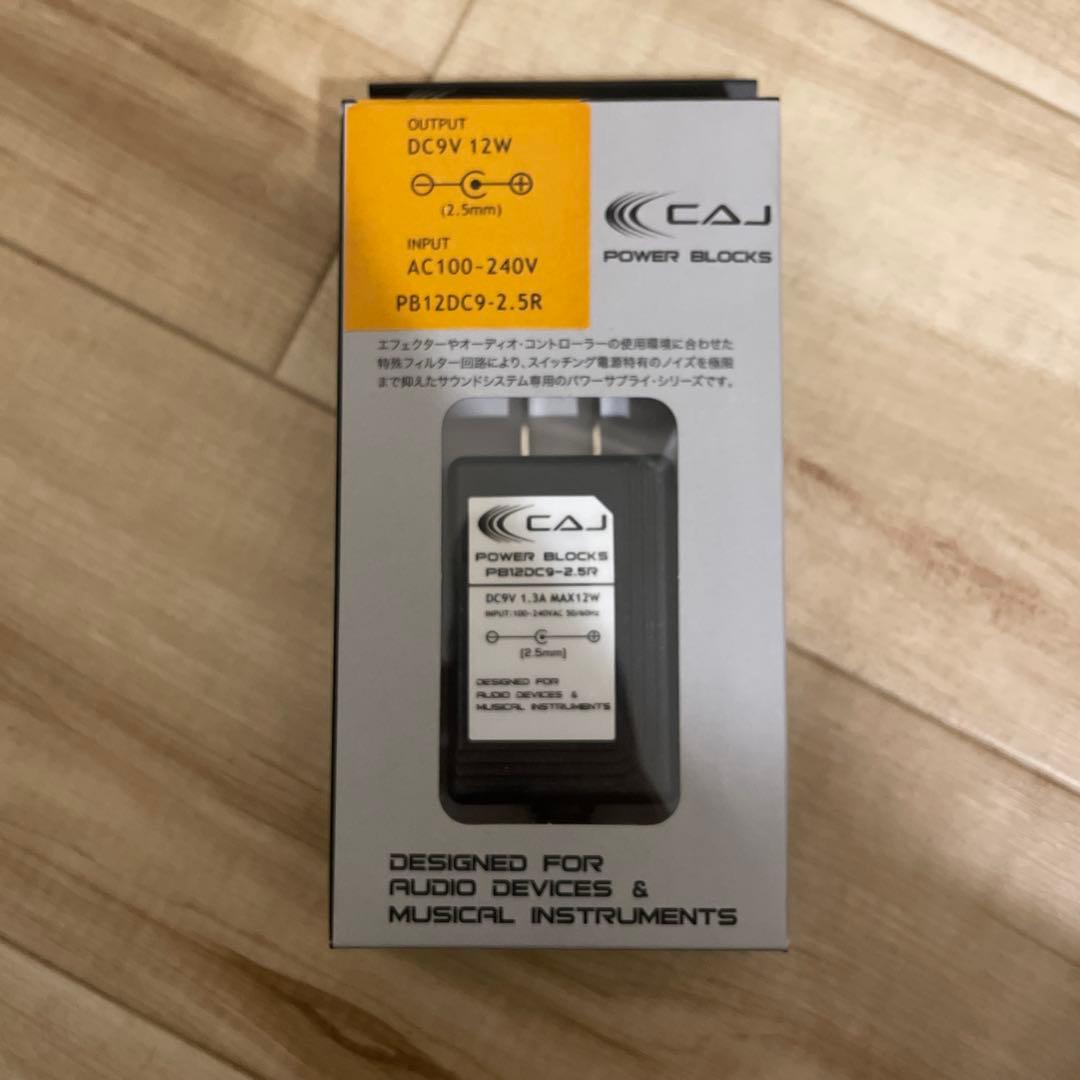 OUTPUT
DC9V 12W
(2.5mm)
INPUT
AC100-240V
PB12DC9-2.5R
CAJ
POWER BLOCKS
エフェクターやオーディオ・コントローラーの使用環境に合わせた
特殊フィルター回路により、スイッチング電源特有のノイズを極限
まで抑えたサウンドシステム専用のパワーサプライ・シリーズです。
CAJ
POWER BLOCKS
PB12DC9-2.5R
DC9V 1.3A MAX12W
INPUT:100-240VAC 50/60Hz
(2.5mm)
DESIGNED FOR
AUDIO DEVICES &
MUSICAL INSTRUMENTS
DESIGNED FOR
AUDIO DEVICES &
MUSICAL INSTRUMENTS